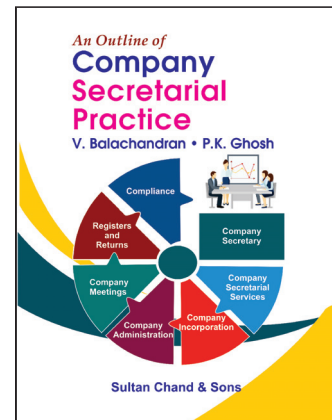 An Outline of
Company
Secretarial
Practice
V. Balachandran • P.K. Ghosh
Compliance
Registers
and
Returns
Company
Secretary
Company
Meetings
Company
Secretarial
Services
Company
Administration
Company
Incorporation
Sultan Chand & Sons